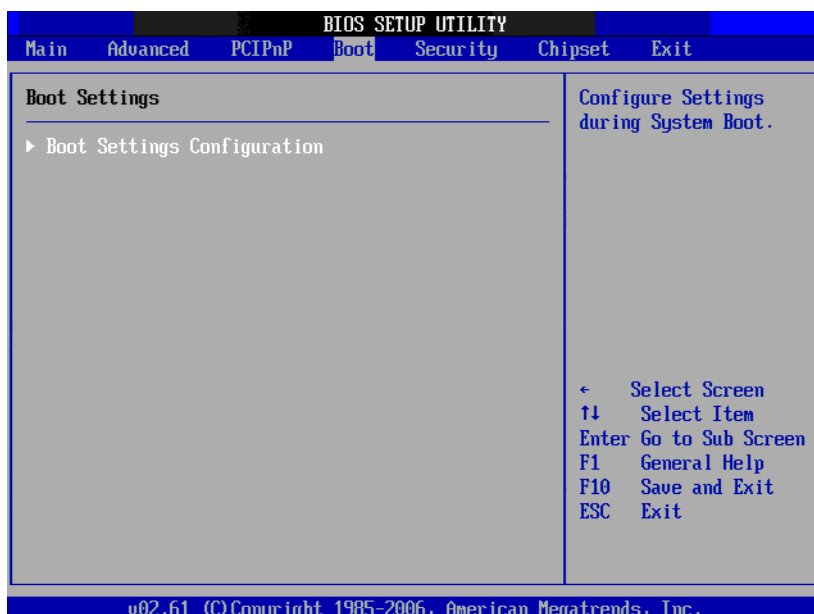 BIOS SETUP UTILITY
Main Advanced PCIPnP Boot Security Chipset Exit
Boot Settings
▶ Boot Settings Configuration
Configure Settings
during System Boot.
← Select Screen
↑↓ Select Item
Enter Go to Sub Screen
F1 General Help
F10 Save and Exit
ESC Exit
v02.61 (C)Copyright 1985-2006, American Megatrends, Inc.